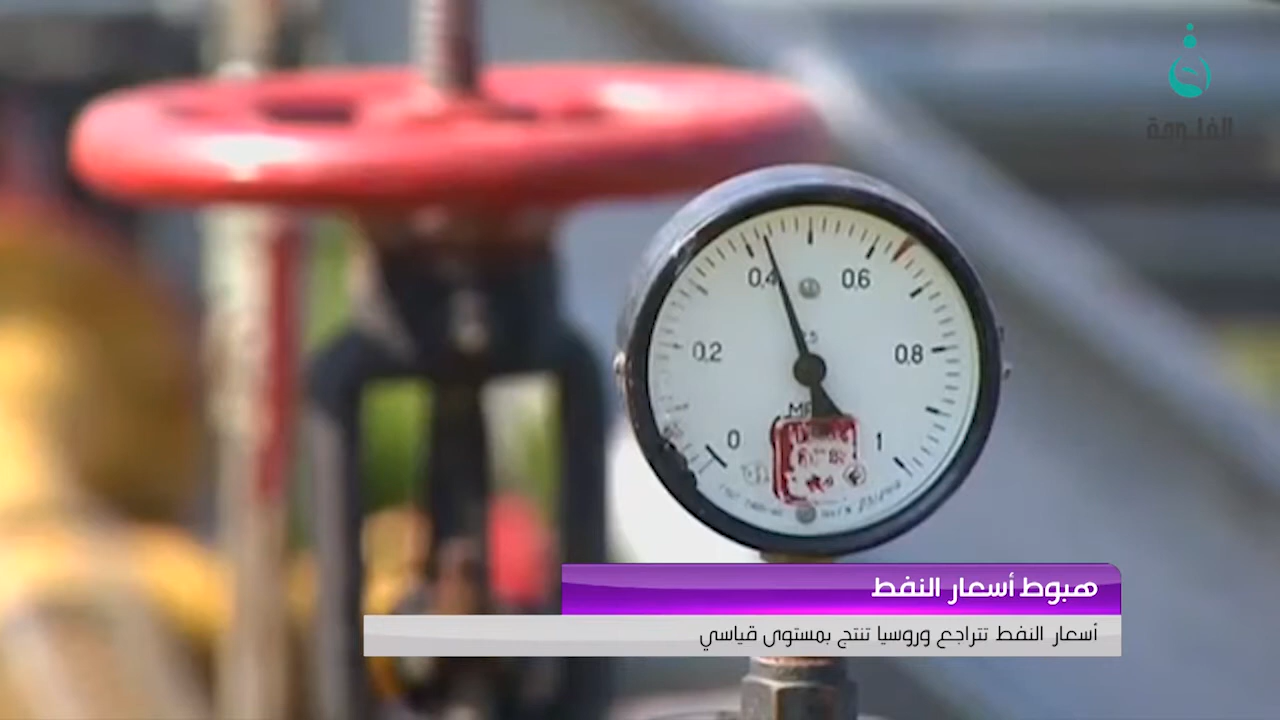 الفلوجة
0,4
0,6
0,2
0,8
0
1
هبوط أسعار النفط
أسعار النفط تتراجع وروسيا تنتج بمستوى قياسي